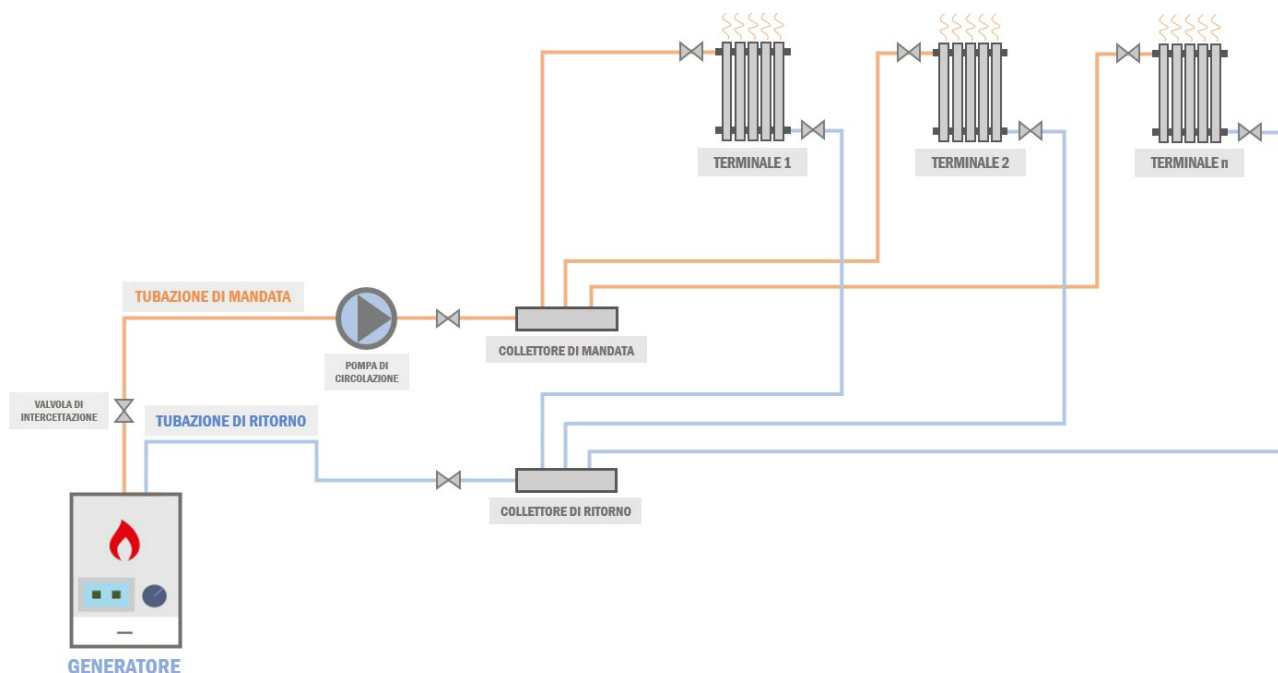 TERMINALE 1
TERMINALE 2
TERMINALE n
TUBAZIONE DI MANDATA
COLLETTORE DI MANDATA
POMPA DI
CIRCOLAZIONE
VALVOLA DI
INTERCETTAZIONE
TUBAZIONE DI RITORNO
COLLETTORE DI RITORNO
GENERATORE